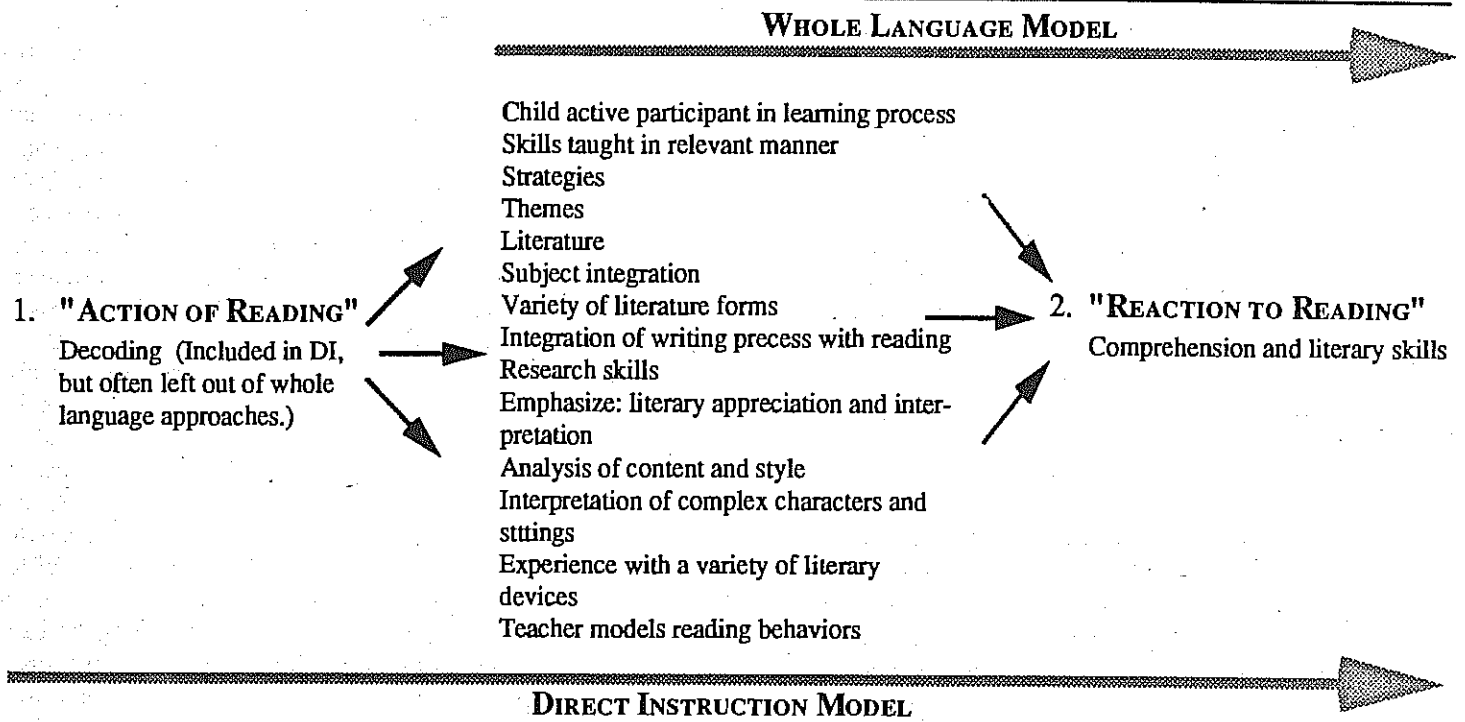 WHOLE LANGUAGE MODEL
Child active participant in learning process
Skills taught in relevant manner
Strategies
Themes
Literature
Subject integration
Variety of literature forms
Integration of writing precess with reading
Research skills
Emphasize: literary appreciation and inter-
pretation
Analysis of content and style
Interpretation of complex characters and
stttings
Experience with a variety of literary
devices
Teacher models reading behaviors
1. "ACTION OF READING"
Decoding (Included in DI,
but often left out of whole
language approaches.)
2. "REACTION TO READING"
Comprehension and literary skills
DIRECT INSTRUCTION MODEL